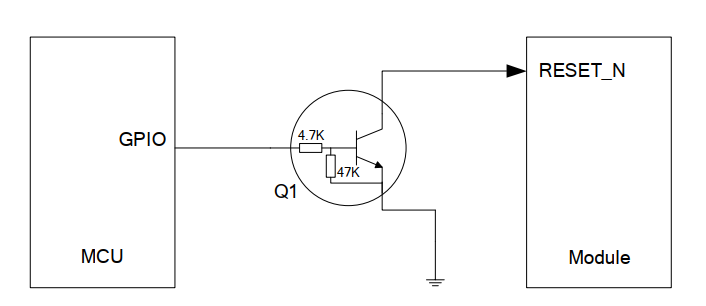 RESET_N
GPIO
4.7K
47K
Q1
MCU
Module